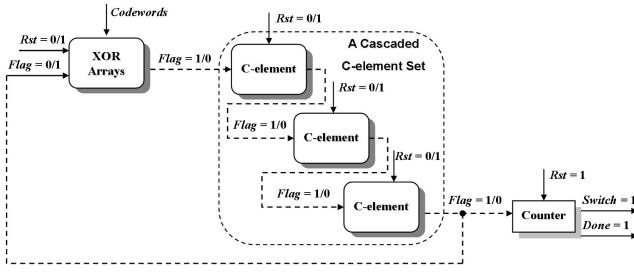 Codewords
Rst = 0/1
Flag = 0/1
XOR
Arrays
Flag = 1/0
Rst = 0/1
C-element
A Cascaded
C-element Set
Rst = 0/1
Flag = 1/0
C-element
Rst = 0/1
Flag = 1/0
C-element
Flag = 1/0
Rst = 1
Counter
Switch = 1
Done = 1